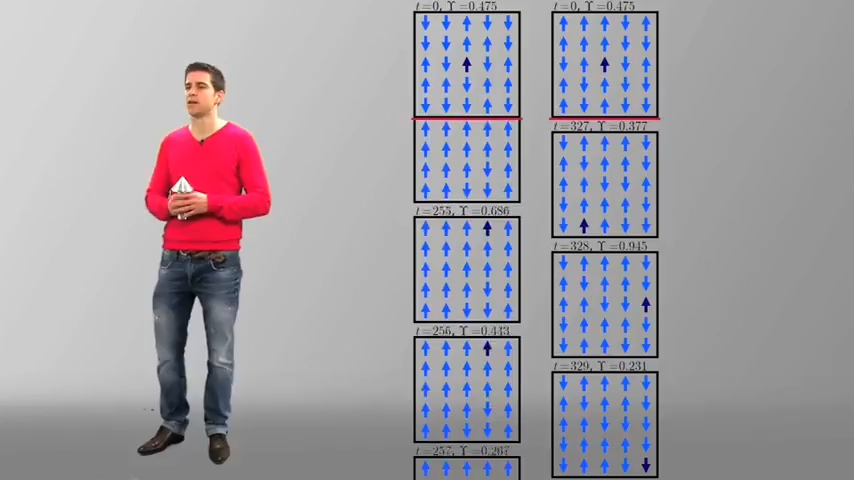 t=0, ϒ=0.475
t=255, ϒ=0.686
t=256, ϒ=0.443
t=257, ϒ=0.267
t=0, ϒ=0.475
t=327, ϒ=0.377
t=328, ϒ=0.945
t=329, ϒ=0.231